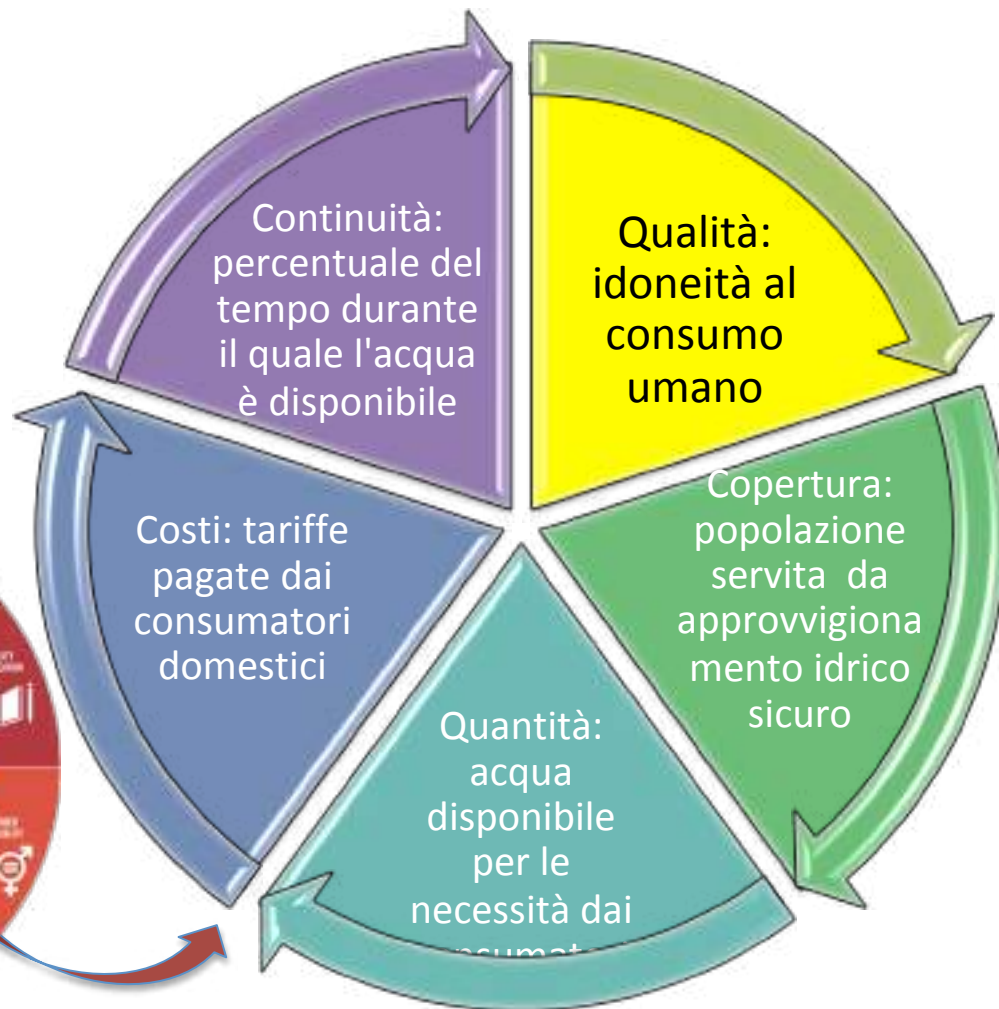 Continuità:
percentuale del
tempo durante
il quale l'acqua
è disponibile
Qualità:
idoneità al
consumo
umano
Copertura:
popolazione
servita da
approvvigiona
mento idrico
sicuro
Quantità:
acqua
disponibile
per le
necessità dai
Costi: tariffe
pagate dai
consumatori
domestici